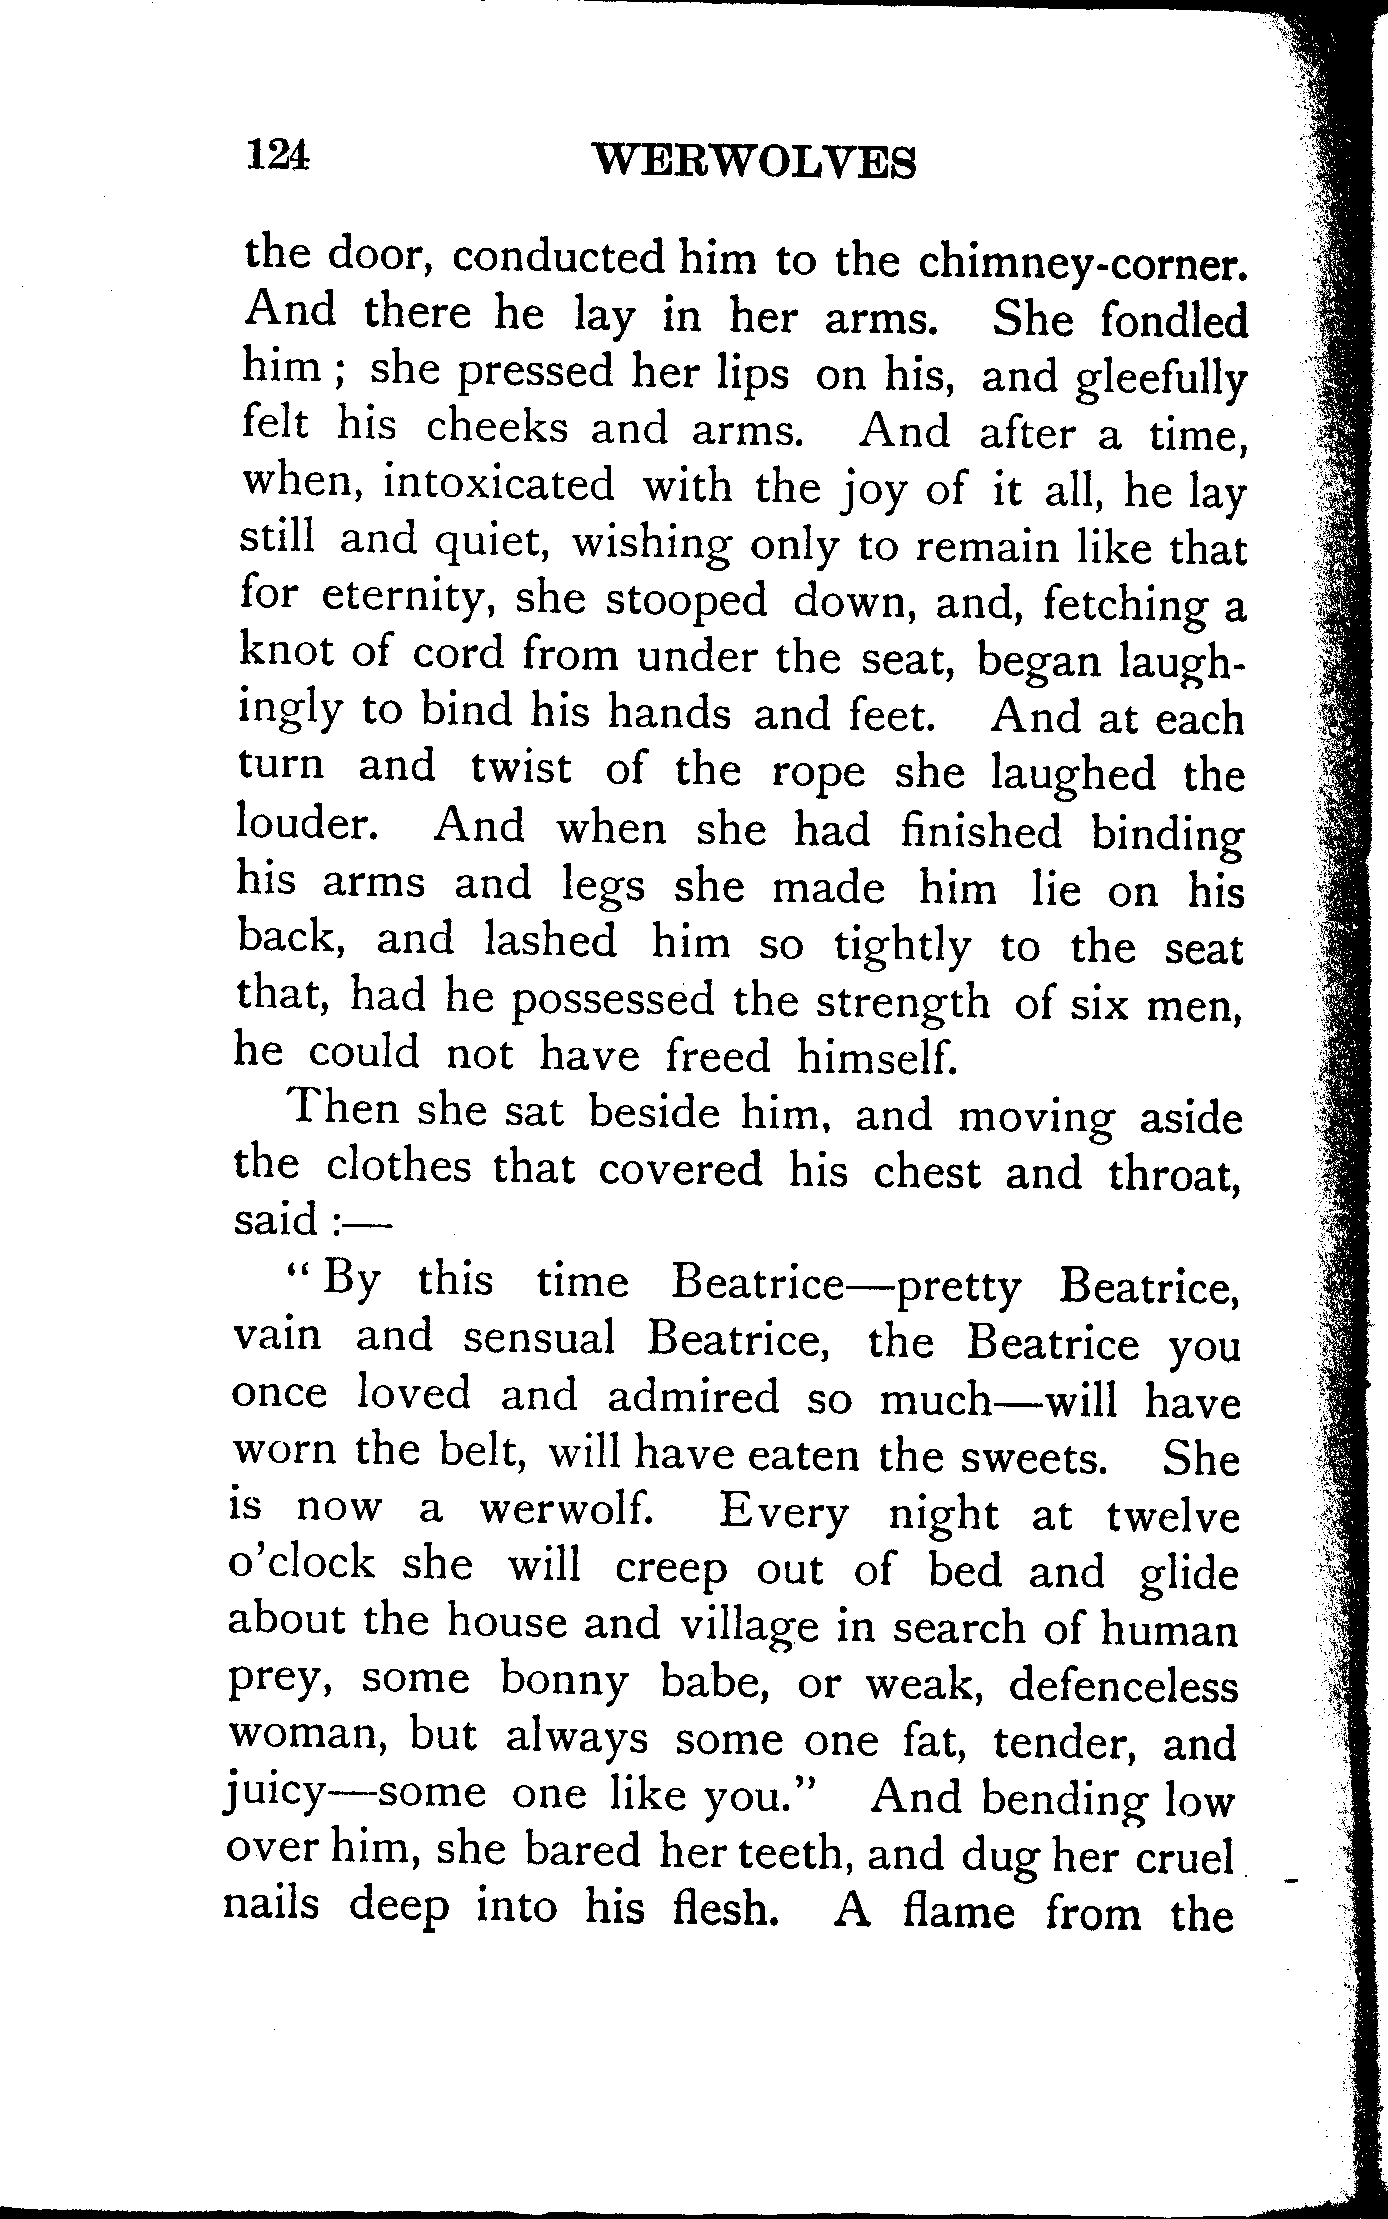 124 WERWOLVES
the door, conducted him to the chimney-corner.
And there he lay in her arms. She fondled
him ; she pressed her lips on his, and gleefully
felt his cheeks and arms. And after a time,
when, intoxicated with the joy of it all, he lay
still and quiet, wishing only to remain like that
for eternity, she stooped down, and, fetching a
knot of cord from under the seat, began laugh-
ingly to bind his hands and feet. And at each
turn and twist of the rope she laughed the
louder. And when she had finished binding
his arms and legs she made him lie on his
back, and lashed him so tightly to the seat
that, had he possessed the strength of six men,
he could not have freed himself.
Then she sat beside him, and moving aside
the clothes that covered his chest and throat,
said :—
“ By this time Beatrice—pretty Beatrice,
vain and sensual Beatrice, the Beatrice you
once loved and admired so much—will have
worn the belt, will have eaten the sweets. She
is now a werwolf. Every night at twelve
o’clock she will creep out of bed and glide
about the house and village in search of human
prey, some bonny babe, or weak, defenceless
woman, but always some one fat, tender, and
juicy—some one like you.” And bending low
over him, she bared her teeth, and dug her cruel
nails deep into his flesh. A flame from the